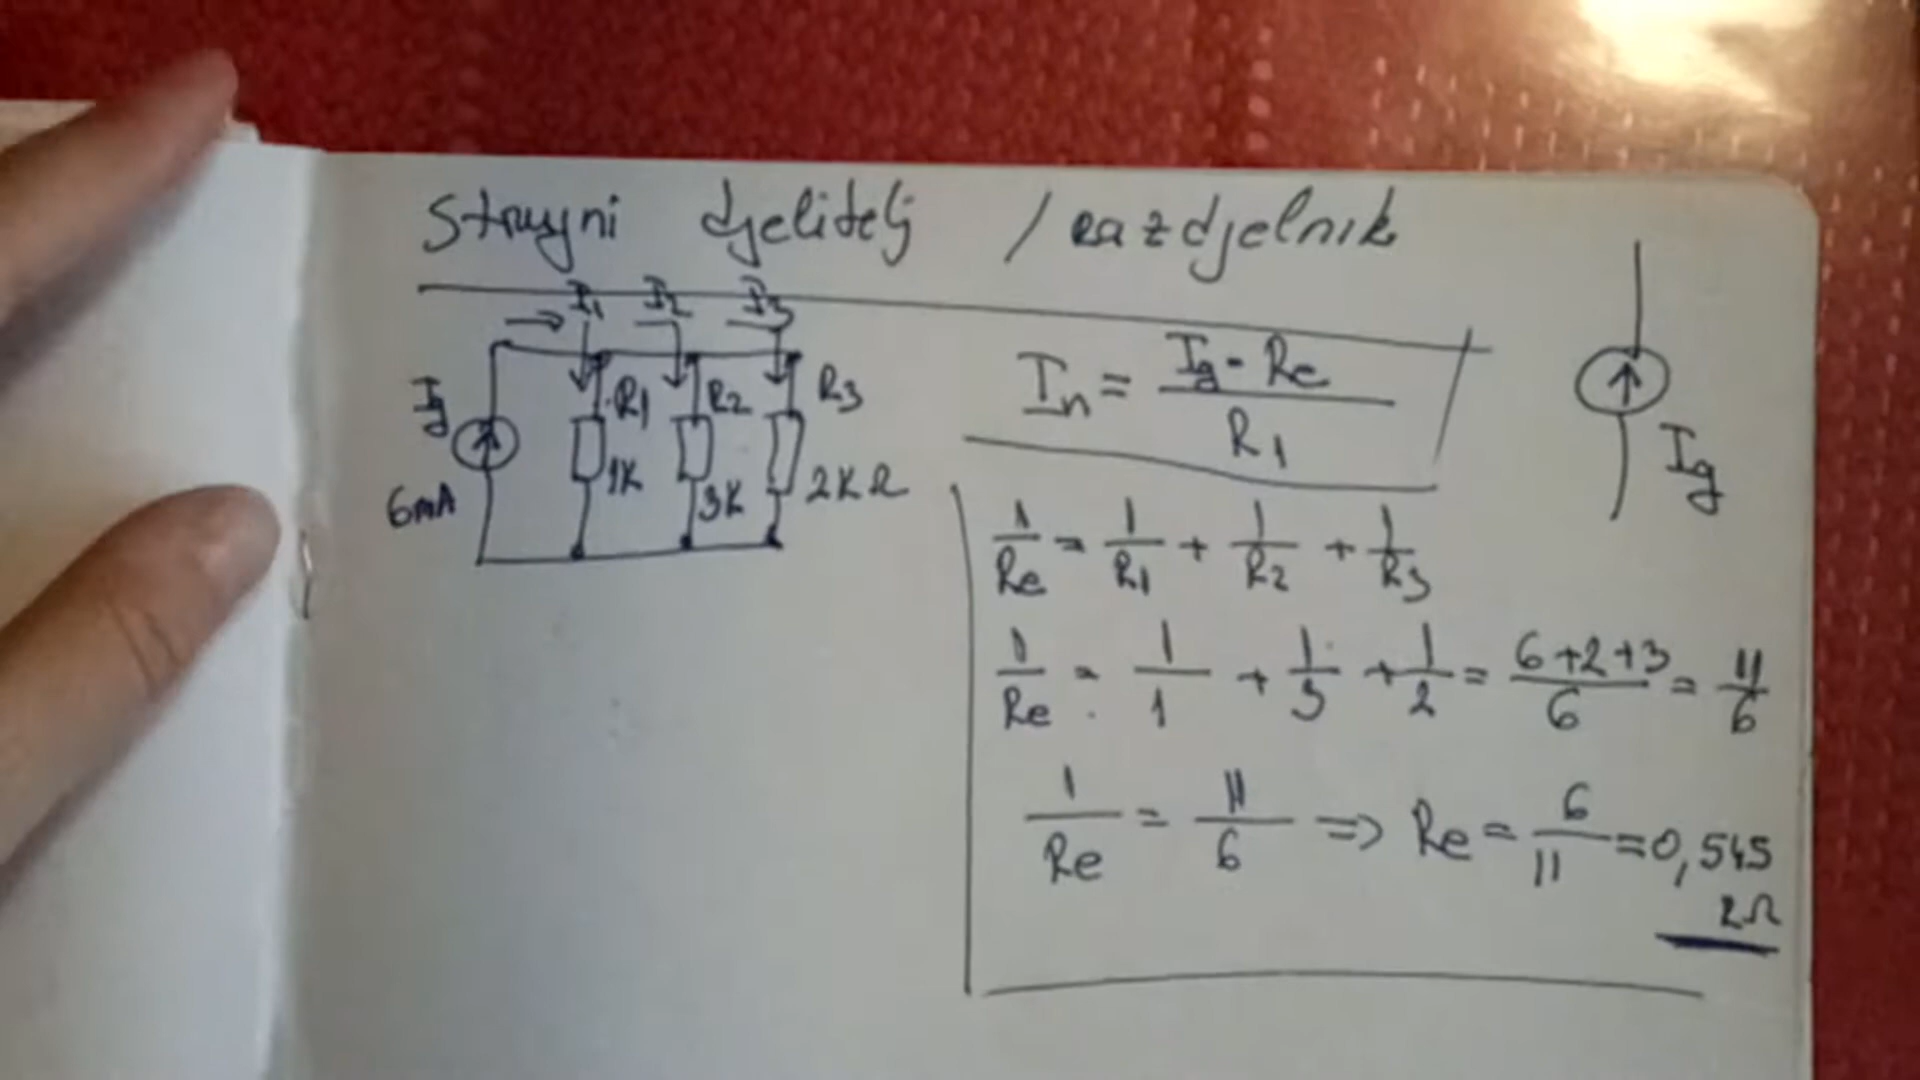 Strujni djelitelj / razdjelnik
I1 I2 I3
Ig
6mA
R1
1K
R2
3K
R3
2KΩ
In = Ig · Re / R1
Ig
1/Re = 1/R1 + 1/R2 + 1/R3
1/Re = 1/1 + 1/3 + 1/2 = 6+2+3/6 = 11/6
1/Re = 11/6 => Re = 6/11 = 0,545
kΩ